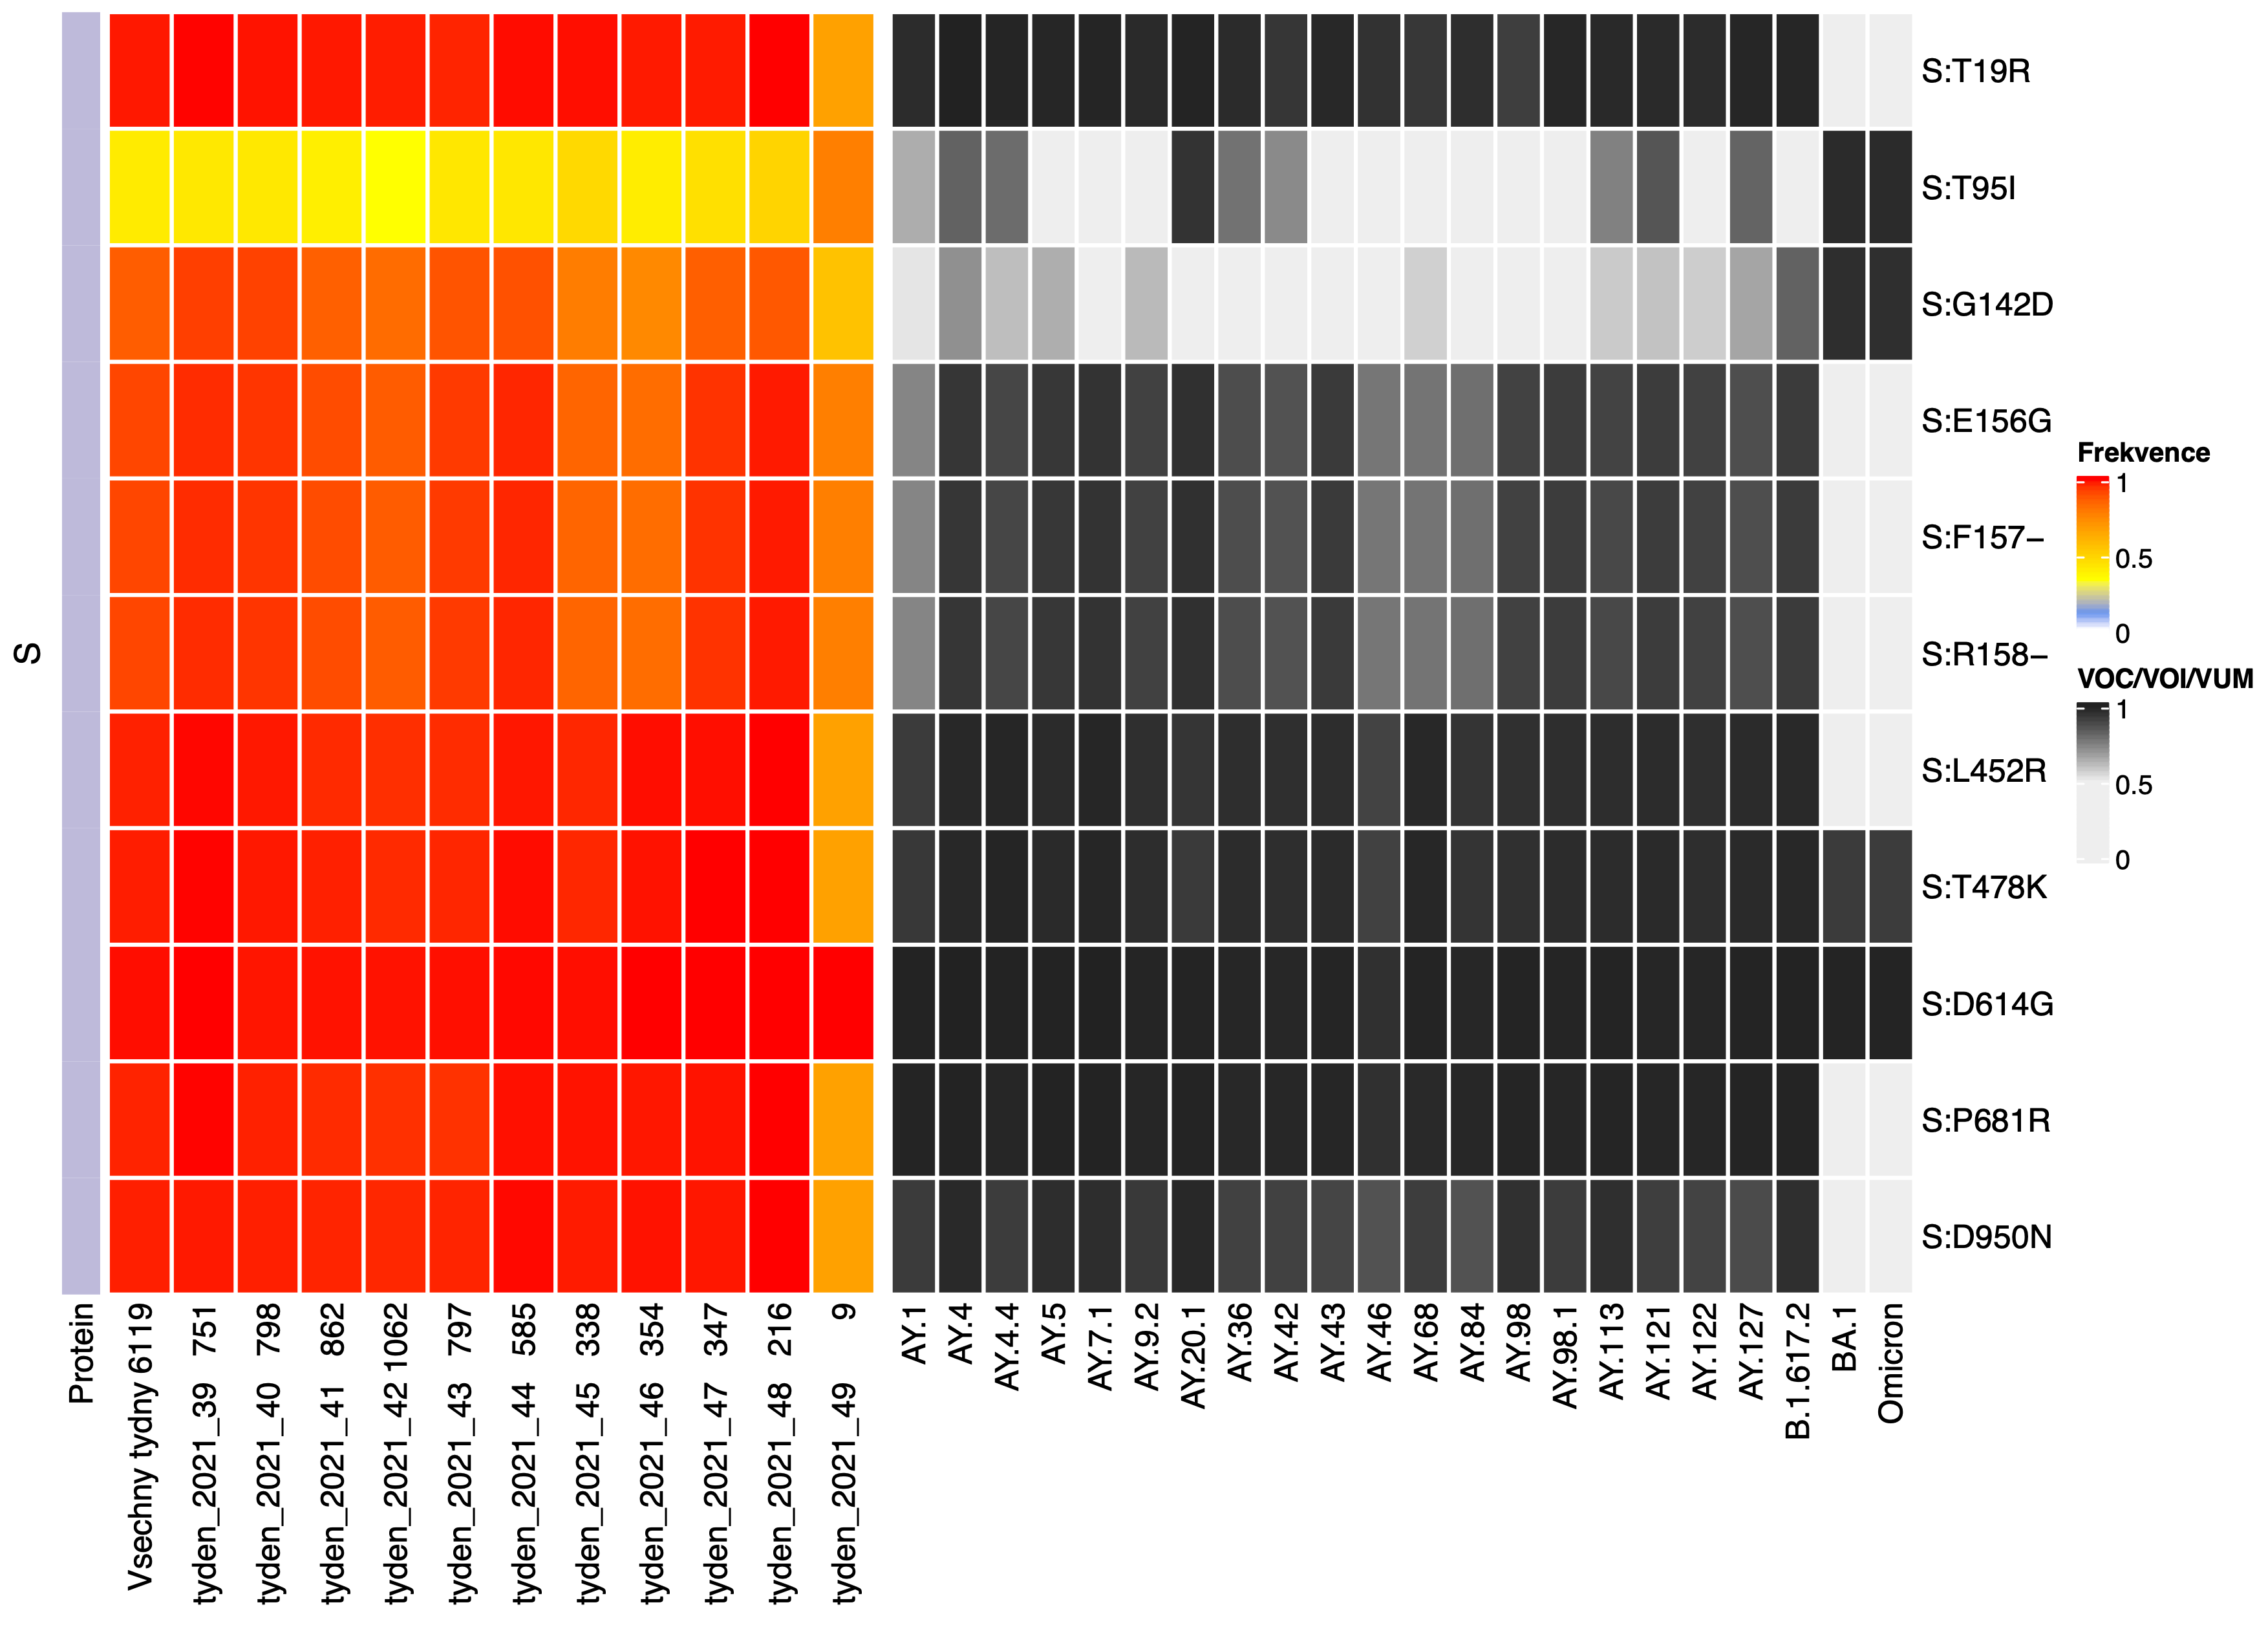 S
S:T19R
S:T95I
S:G142D
S:E156G
S:F157−
S:R158−
S:L452R
S:T478K
S:D614G
S:P681R
S:D950N
Protein
Vsechny tydny 6119
tyden_2021_39 751
tyden_2021_40 798
tyden_2021_41 862
tyden_2021_42 1062
tyden_2021_43 797
tyden_2021_44 585
tyden_2021_45 338
tyden_2021_46 354
tyden_2021_47 347
tyden_2021_48 216
tyden_2021_49 9
AY.1
AY.4
AY.4.4
AY.5
AY.7.1
AY.9.2
AY.20.1
AY.36
AY.42
AY.43
AY.46
AY.68
AY.84
AY.98
AY.98.1
AY.113
AY.121
AY.122
AY.127
B.1.617.2
BA.1
Omicron
Frekvence
1
0.5
0
VOC/VOI/VUM
1
0.5
0